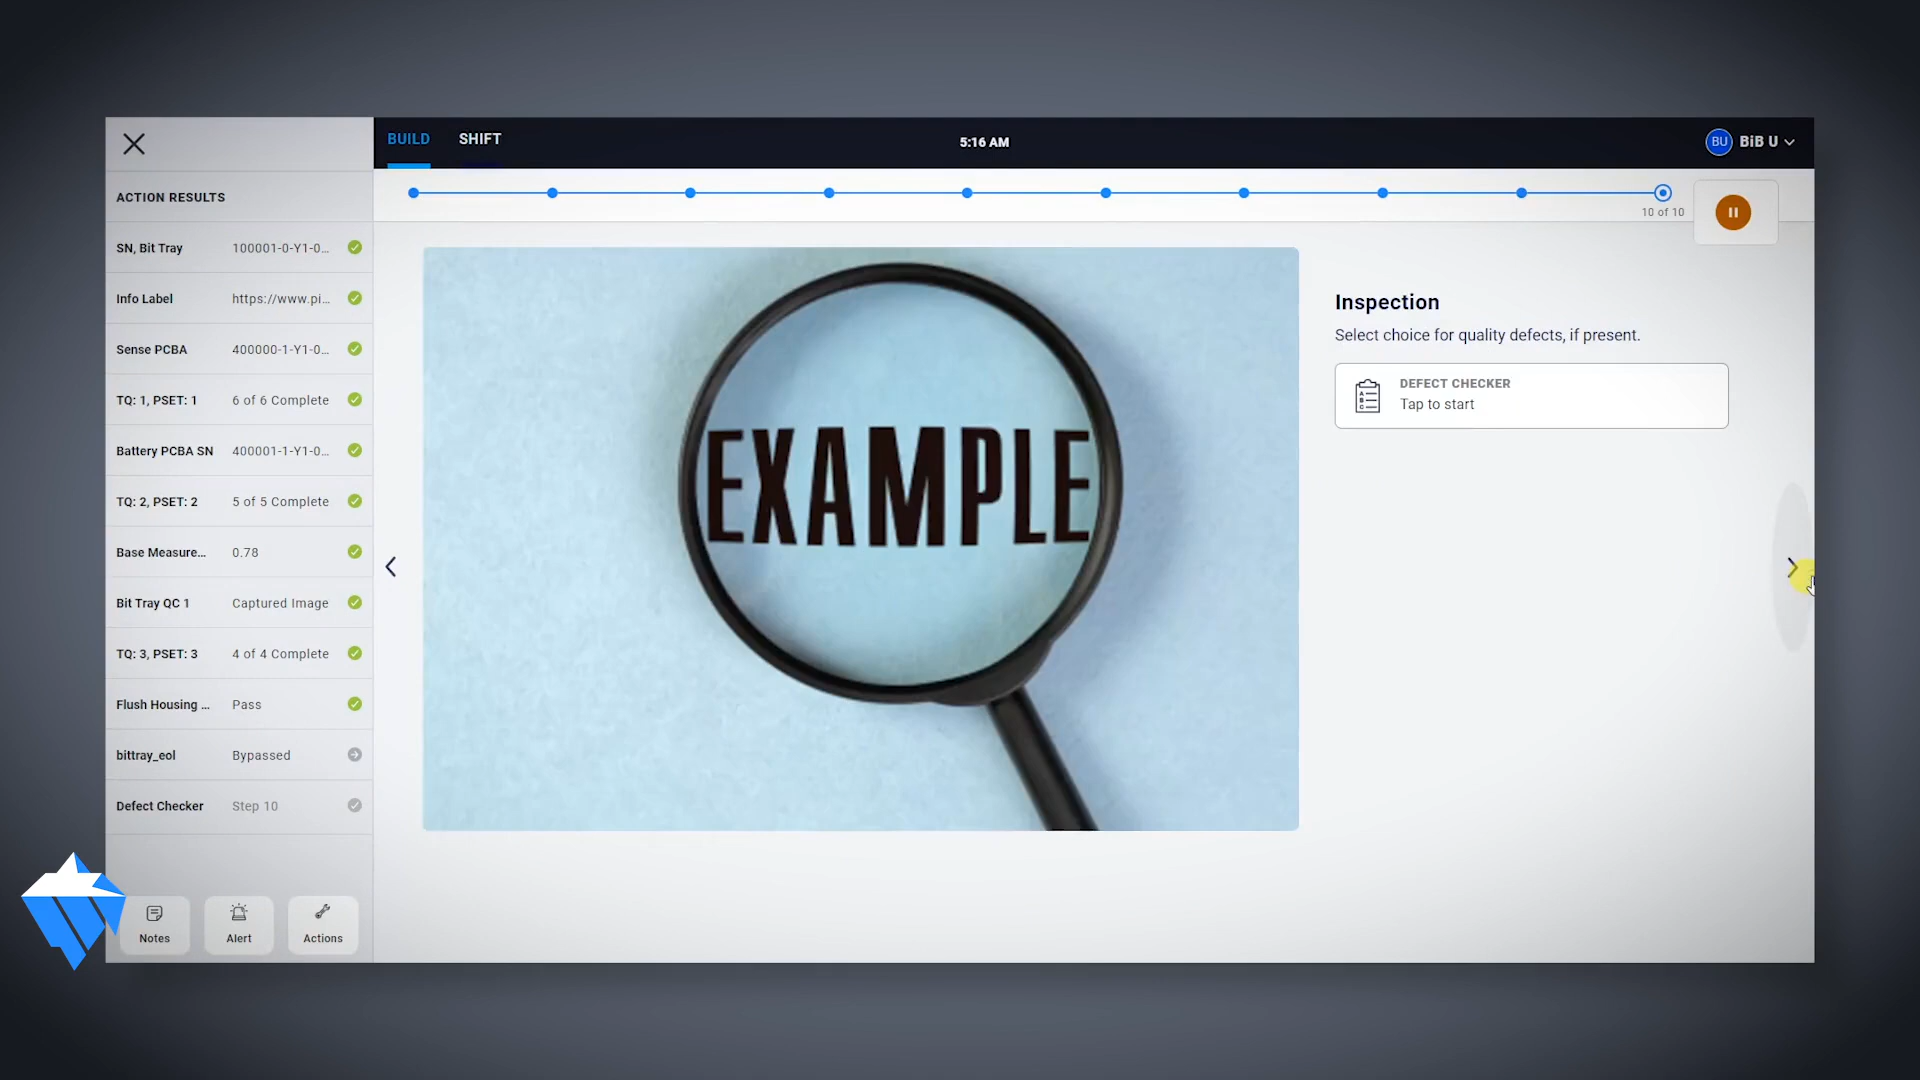 BUILD
SHIFT
5:16 AM
BU
BiB U
ACTION RESULTS
10 of 10
SN, Bit Tray
100001-0-Y1-0...
Info Label
https://www.pi...
Sense PCBA
400000-1-Y1-0...
TQ: 1, PSET: 1
6 of 6 Complete
Battery PCBA SN
400001-1-Y1-0...
TQ: 2, PSET: 2
5 of 5 Complete
Base Measure...
0.78
Bit Tray QC 1
Captured Image
TQ: 3, PSET: 3
4 of 4 Complete
Flush Housing ...
Pass
bittray_eol
Bypassed
Defect Checker
Step 10
Notes
Alert
Actions
EXAMPLE
Inspection
Select choice for quality defects, if present.
A
B
C
DEFECT CHECKER
Tap to start